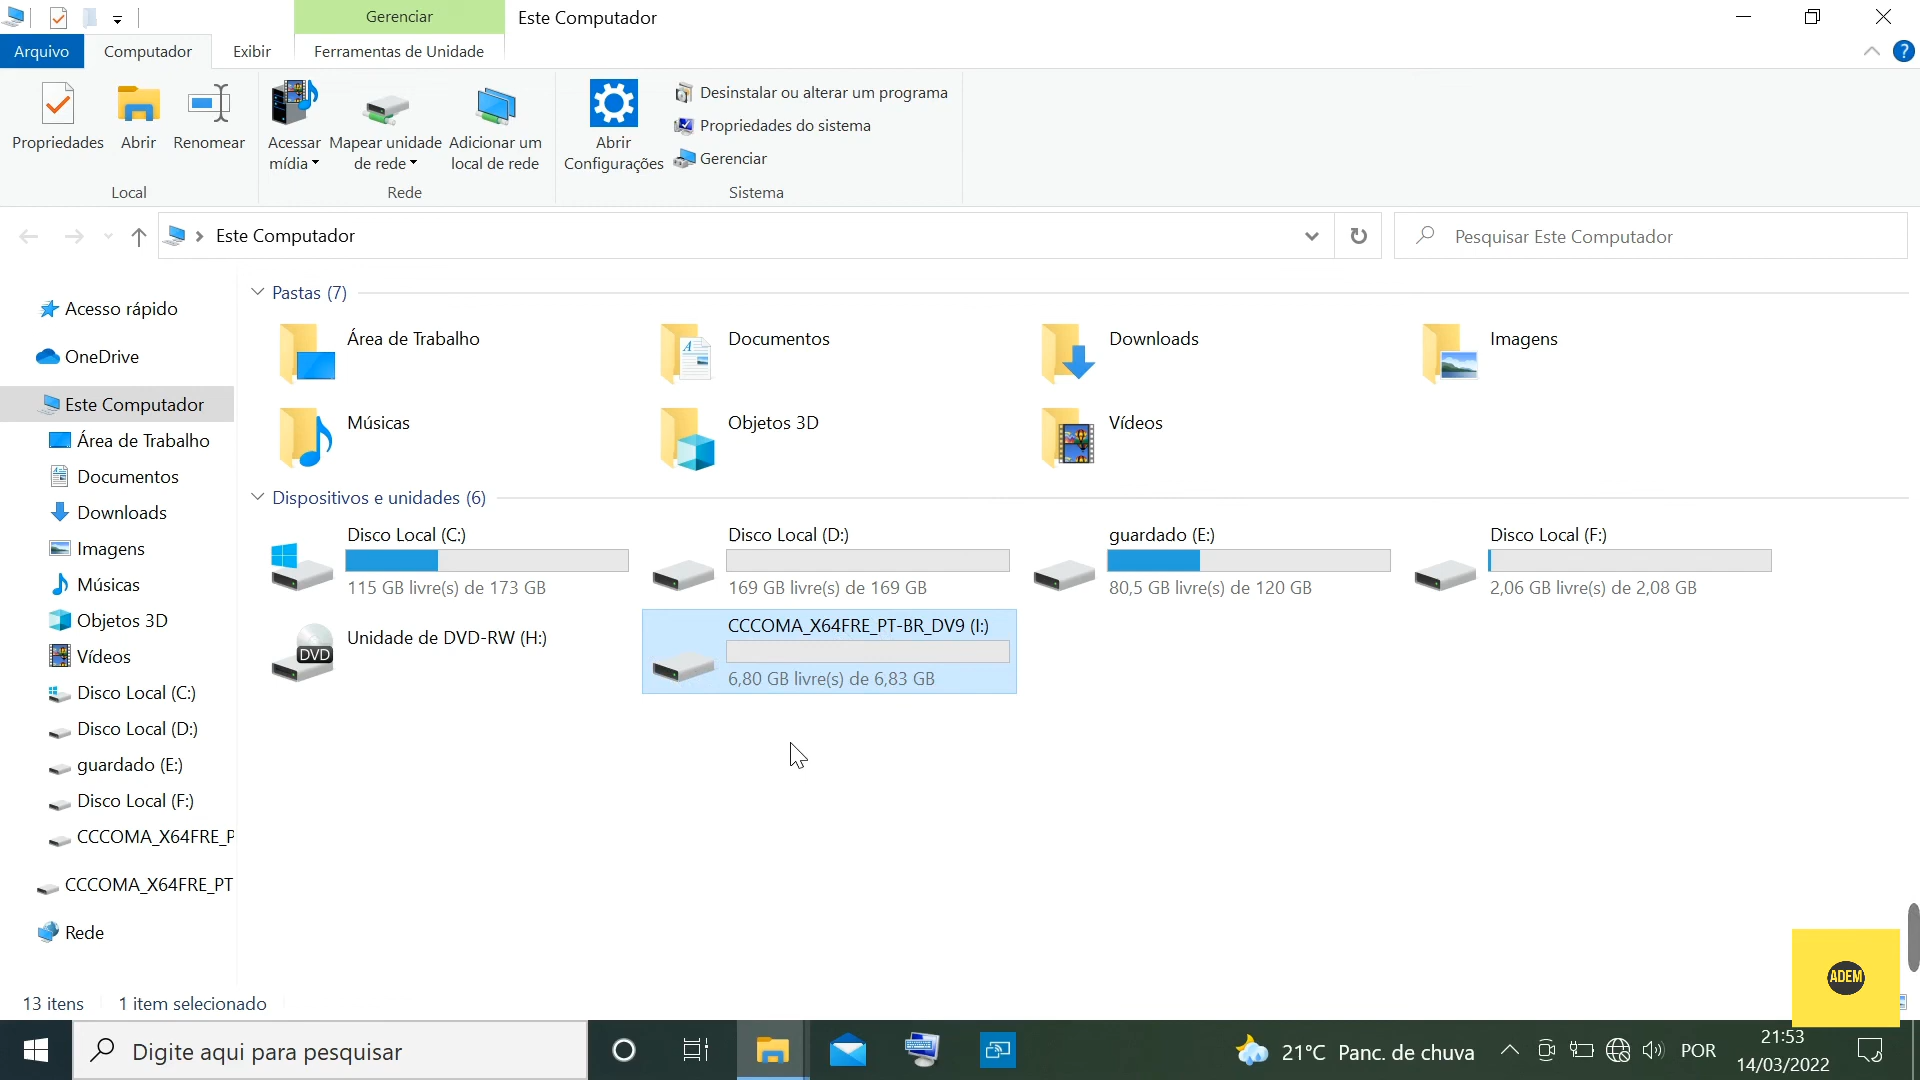 Gerenciar
Este Computador
Arquivo
Computador
Exibir
Ferramentas de Unidade
Propriedades
Abrir
Renomear
Local
Acessar
mídia
Mapear unidade
de rede
Adicionar um
local de rede
Rede
Abrir
Configurações
Desinstalar ou alterar um programa
Propriedades do sistema
Gerenciar
Sistema
Este Computador
Pesquisar Este Computador
Acesso rápido
OneDrive
Este Computador
Área de Trabalho
Documentos
Downloads
Imagens
Músicas
Objetos 3D
Vídeos
Disco Local (C:)
Disco Local (D:)
guardado (E:)
Disco Local (F:)
CCCOMA_X64FRE_P
CCCOMA_X64FRE_PT
Rede
Pastas (7)
Área de Trabalho
Documentos
Downloads
Imagens
Músicas
Objetos 3D
Vídeos
Dispositivos e unidades (6)
Disco Local (C:)
115 GB livre(s) de 173 GB
Disco Local (D:)
169 GB livre(s) de 169 GB
guardado (E:)
80,5 GB livre(s) de 120 GB
Disco Local (F:)
2,06 GB livre(s) de 2,08 GB
DVD
Unidade de DVD-RW (H:)
CCCOMA_X64FRE_PT-BR_DV9 (I:)
6,80 GB livre(s) de 6,83 GB
ADEM
13 itens
1 item selecionado
Digite aqui para pesquisar
21°C Panc. de chuva
POR
21:53
14/03/2022